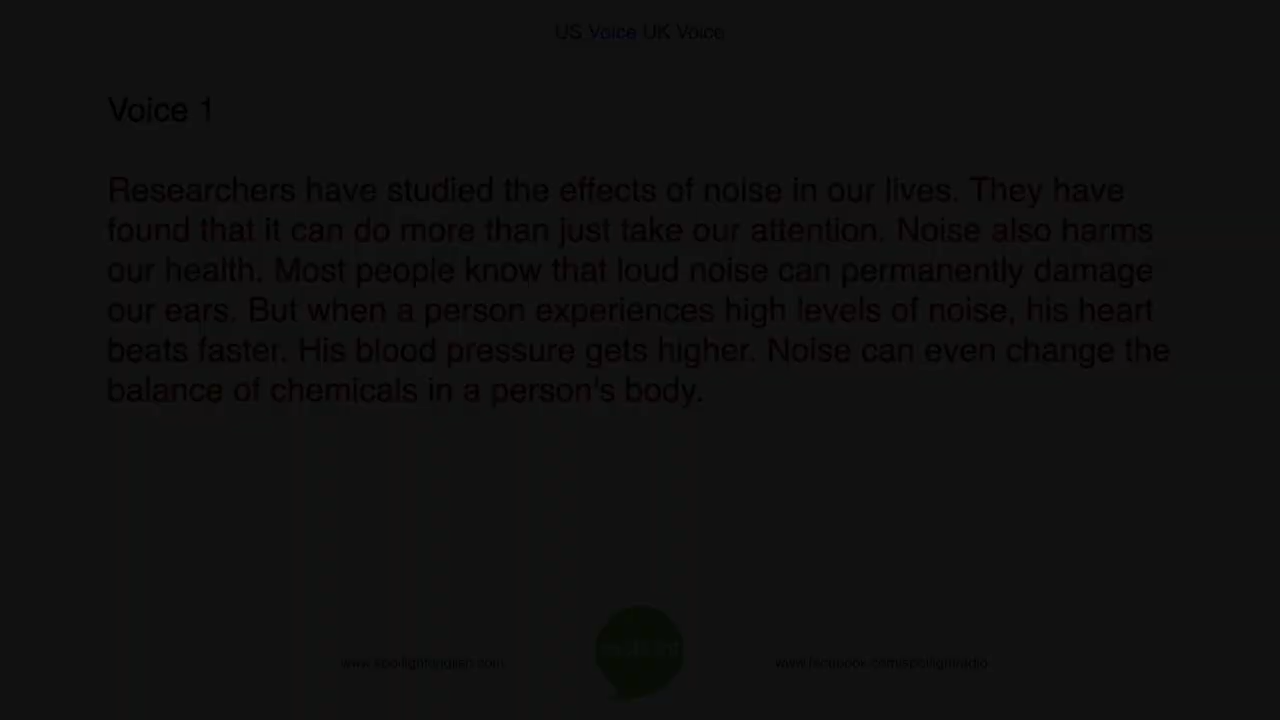 US Voice UK Voice
Voice 1
Researchers have studied the effects of noise in our lives. They have
found that it can do more than just take our attention. Noise also harms
our health. Most people know that loud noise can permanently damage
our ears. But when a person experiences high levels of noise, his heart
beats faster. His blood pressure gets higher. Noise can even change the
balance of chemicals in a person's body.